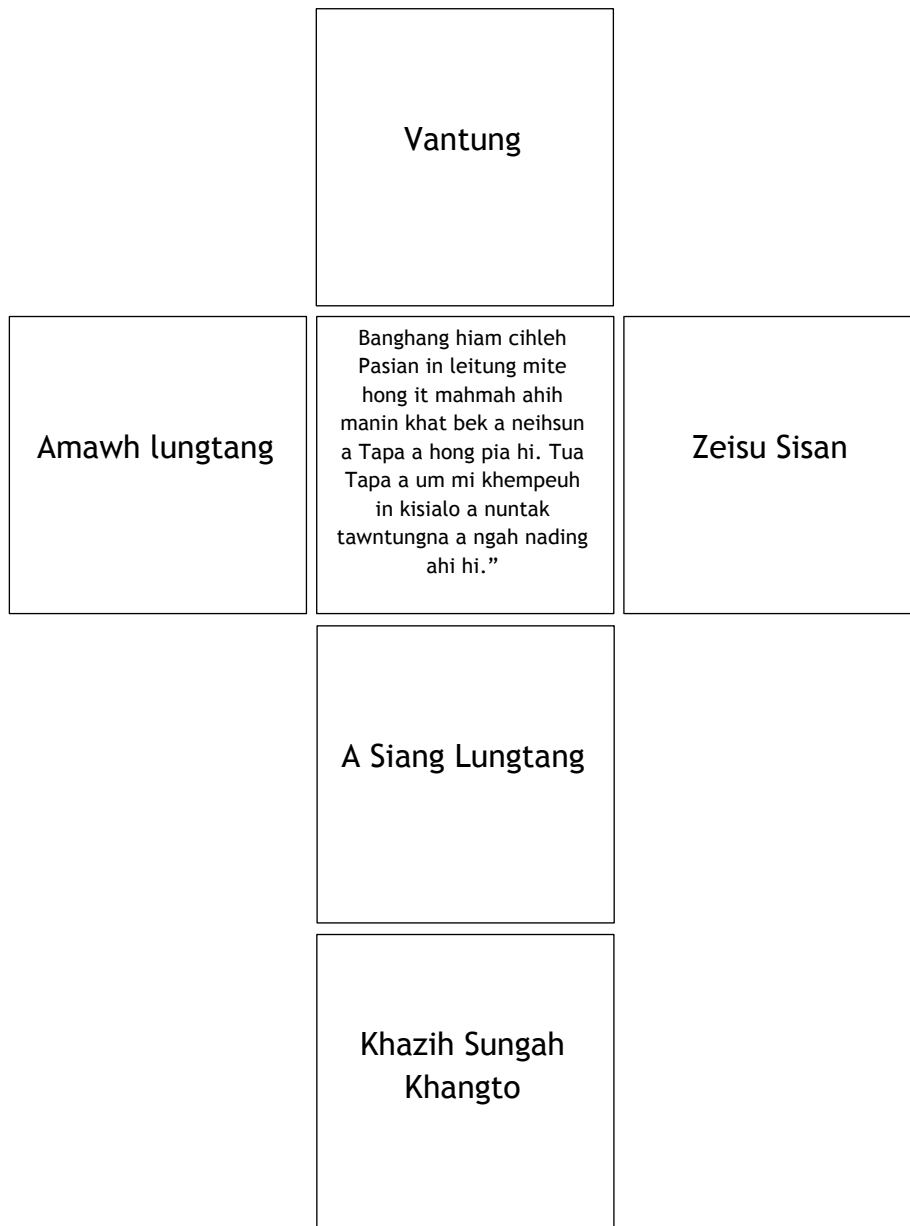 Vantung
Amawh lungtang
Banghang hiam cihleh
Pasian in leitung mite
hong it mahmah ahih
manin khat bek a neihsun
a Tapa a hong pia hi. Tua
Tapa a um mi khempeuh
in kisialo a nuntak
tawntungna a ngah nading
ahi hi.”
Zeisu Sisan
A Siang Lungtang
Khazih Sungah
Khangto